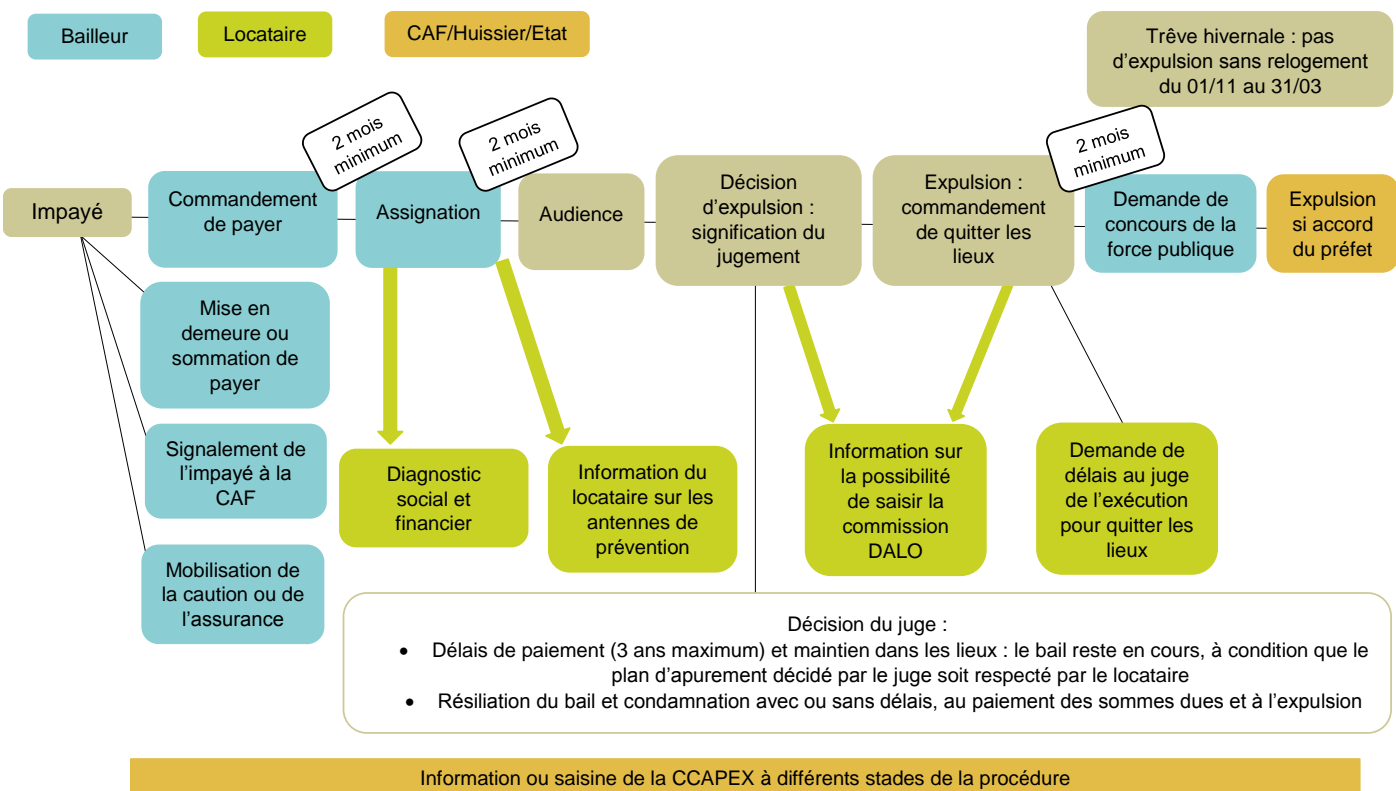 Bailleur
Locataire
CAF/Huissier/Etat
Trêve hivernale : pas
d’expulsion sans relogement
du 01/11 au 31/03
2 mois
minimum
2 mois
minimum
2 mois
minimum
Impayé
Commandement
de payer
Assignation
Audience
Décision
d’expulsion :
signification du
jugement
Expulsion :
commandement
de quitter les
lieux
Demande de
concours de la
force publique
Expulsion
si accord
du préfet
Mise en
demeure ou
sommation de
payer
Signalement de
l’impayé à la
CAF
Mobilisation de
la caution ou de
l’assurance
Diagnostic
social et
financier
Information du
locataire sur les
antennes de
prévention
Information sur
la possibilité
de saisir la
commission
DALO
Demande de
délais au juge
de l’exécution
pour quitter les
lieux
Décision du juge :
• Délais de paiement (3 ans maximum) et maintien dans les lieux : le bail reste en cours, à condition que le
plan d’apurement décidé par le juge soit respecté par le locataire
• Résiliation du bail et condamnation avec ou sans délais, au paiement des sommes dues et à l’expulsion
Information ou saisine de la CCAPEX à différents stades de la procédure